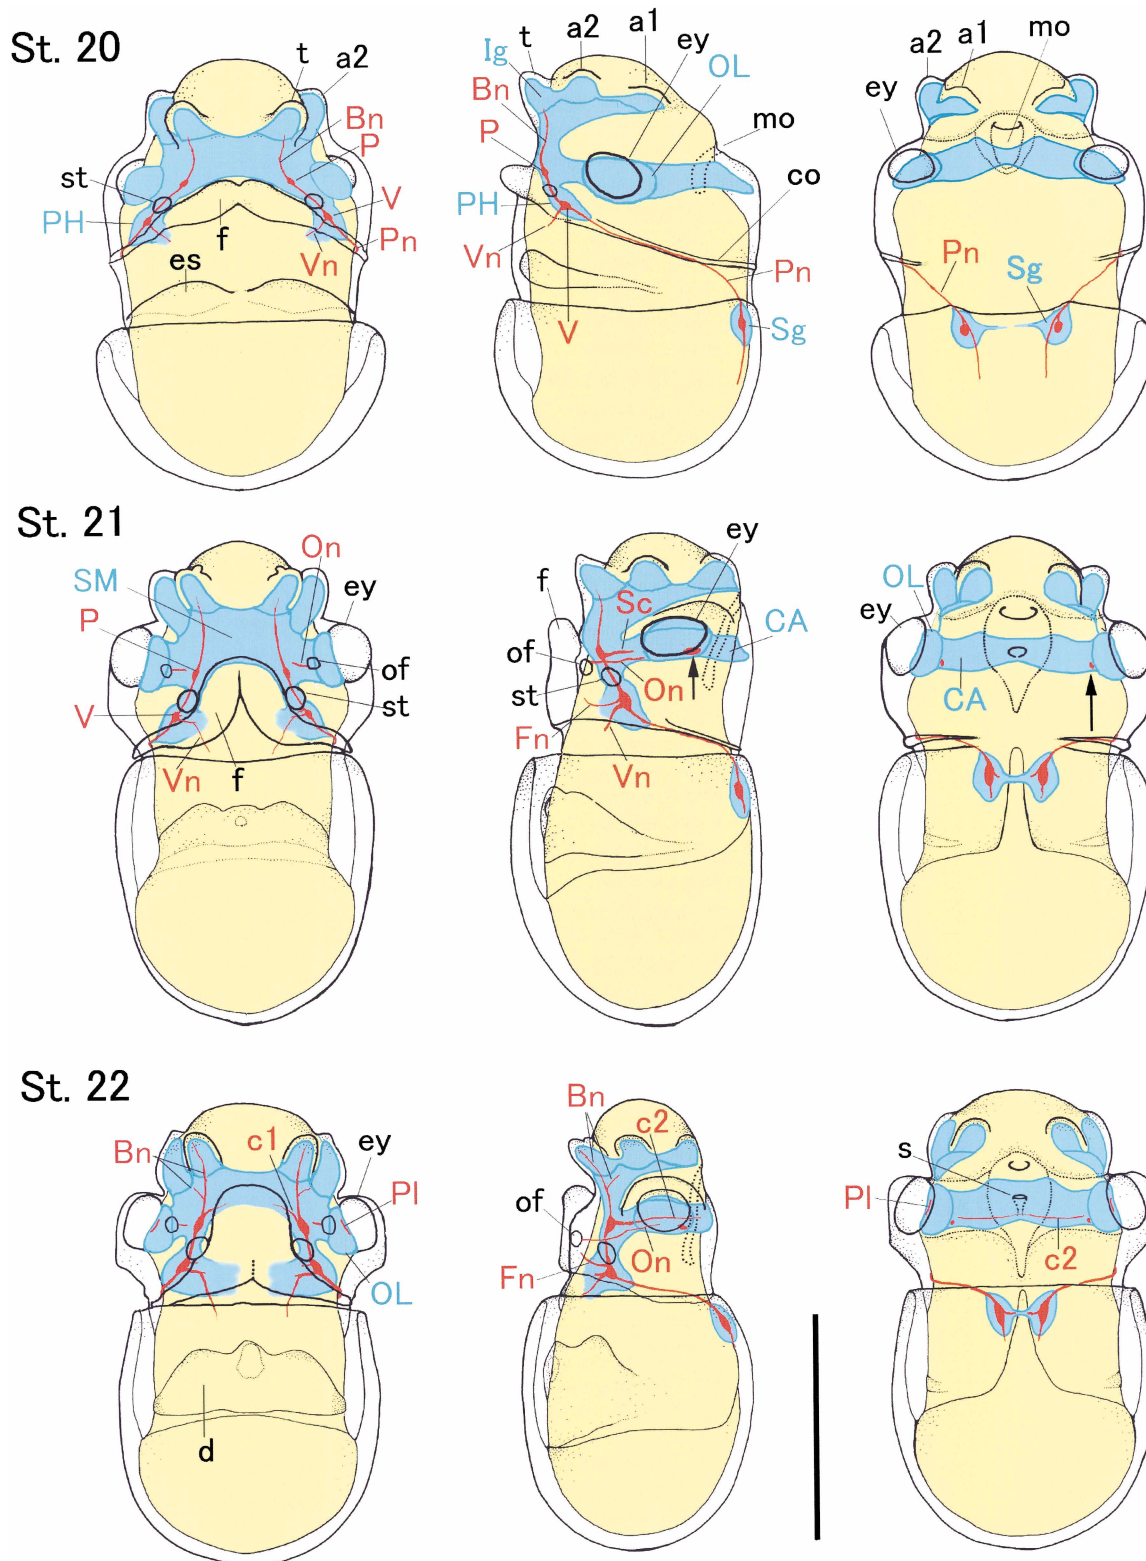 St. 20
t
a2
Bn
P
st
V
PH
f
Pn
Vn
es
t
a2
a1
ey
Ig
OL
Bn
P
mo
PH
co
Vn
Pn
V
Sg
a2
a1
mo
ey
Pn
Sg
St. 21
On
SM
ey
P
of
st
V
Vn
f
ey
f
Sc
CA
of
st
On
Fn
Vn
OL
ey
CA
St. 22
Bn
c1
ey
Pl
OL
d
Bn
c2
of
On
Fn
s
Pl
c2